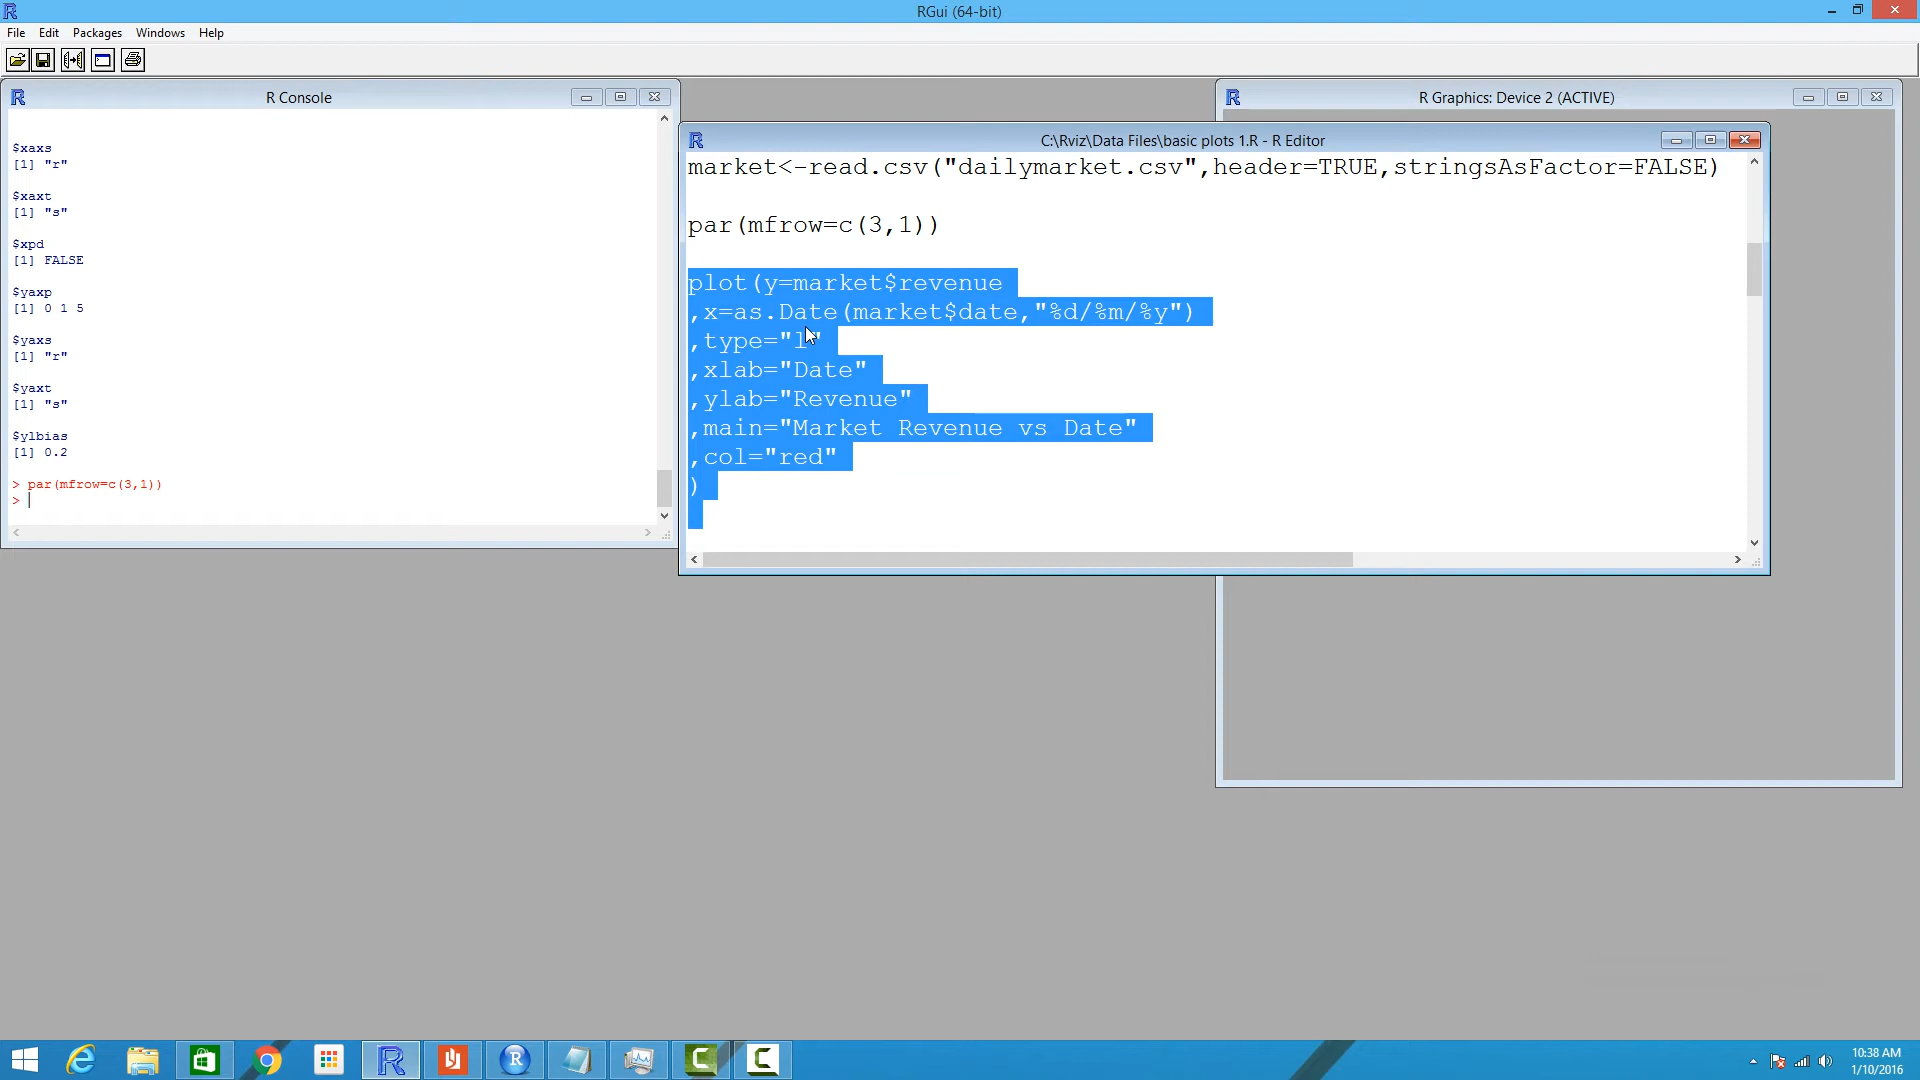 RGui (64-bit)
File Edit Packages Windows Help
R Console
$xaxs
[1] "r"
$xaxt
[1] "s"
$xpd
[1] FALSE
$yaxp
[1] 0 1 5
$yaxs
[1] "r"
$yaxt
[1] "s"
$ylbias
[1] 0.2
> par(mfrow=c(3,1))
>
R Graphics: Device 2 (ACTIVE)
C:\Rviz\Data Files\basic plots 1.R - R Editor
market<-read.csv("dailymarket.csv",header=TRUE,stringsAsFactor=FALSE)
par(mfrow=c(3,1))
plot(y=market$revenue
,x=as.Date(market$date,"%d/%m/%y")
,type="l"
,xlab="Date"
,ylab="Revenue"
,main="Market Revenue vs Date"
,col="red"
)
10:38 AM
1/10/2016